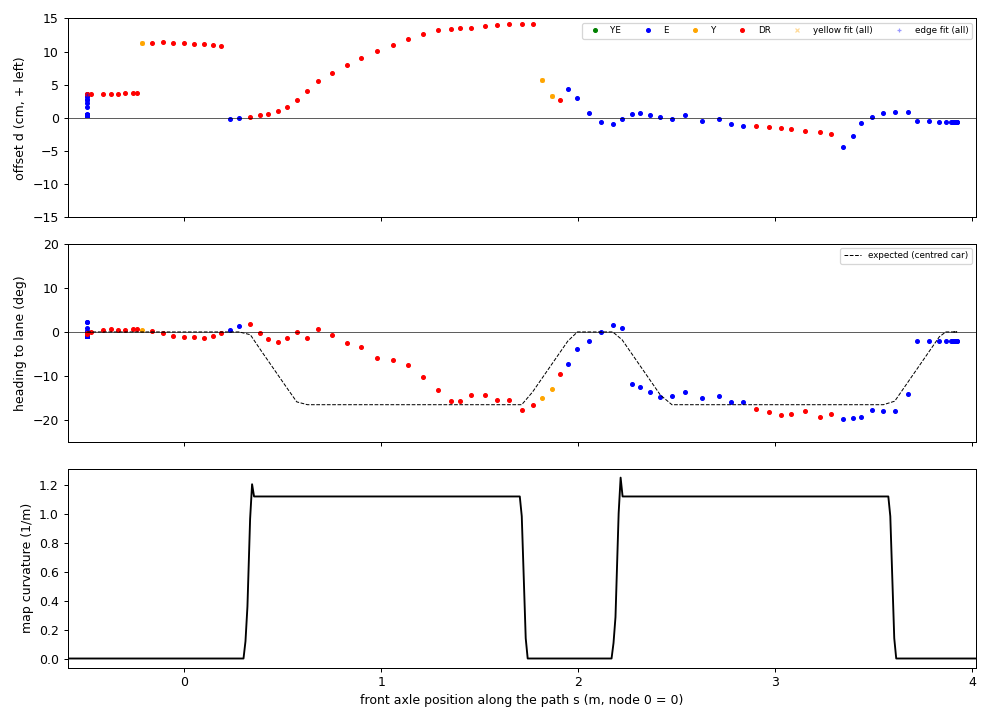 15
10
5
0
−5
−10
−15
offset d (cm, + left)
YE
E
Y
DR
yellow fit (all)
edge fit (all)
20
10
0
−10
−20
heading to lane (deg)
expected (centred car)
1.2
1.0
0.8
0.6
0.4
0.2
0.0
map curvature (1/m)
0
1
2
3
4
front axle position along the path s (m, node 0 = 0)